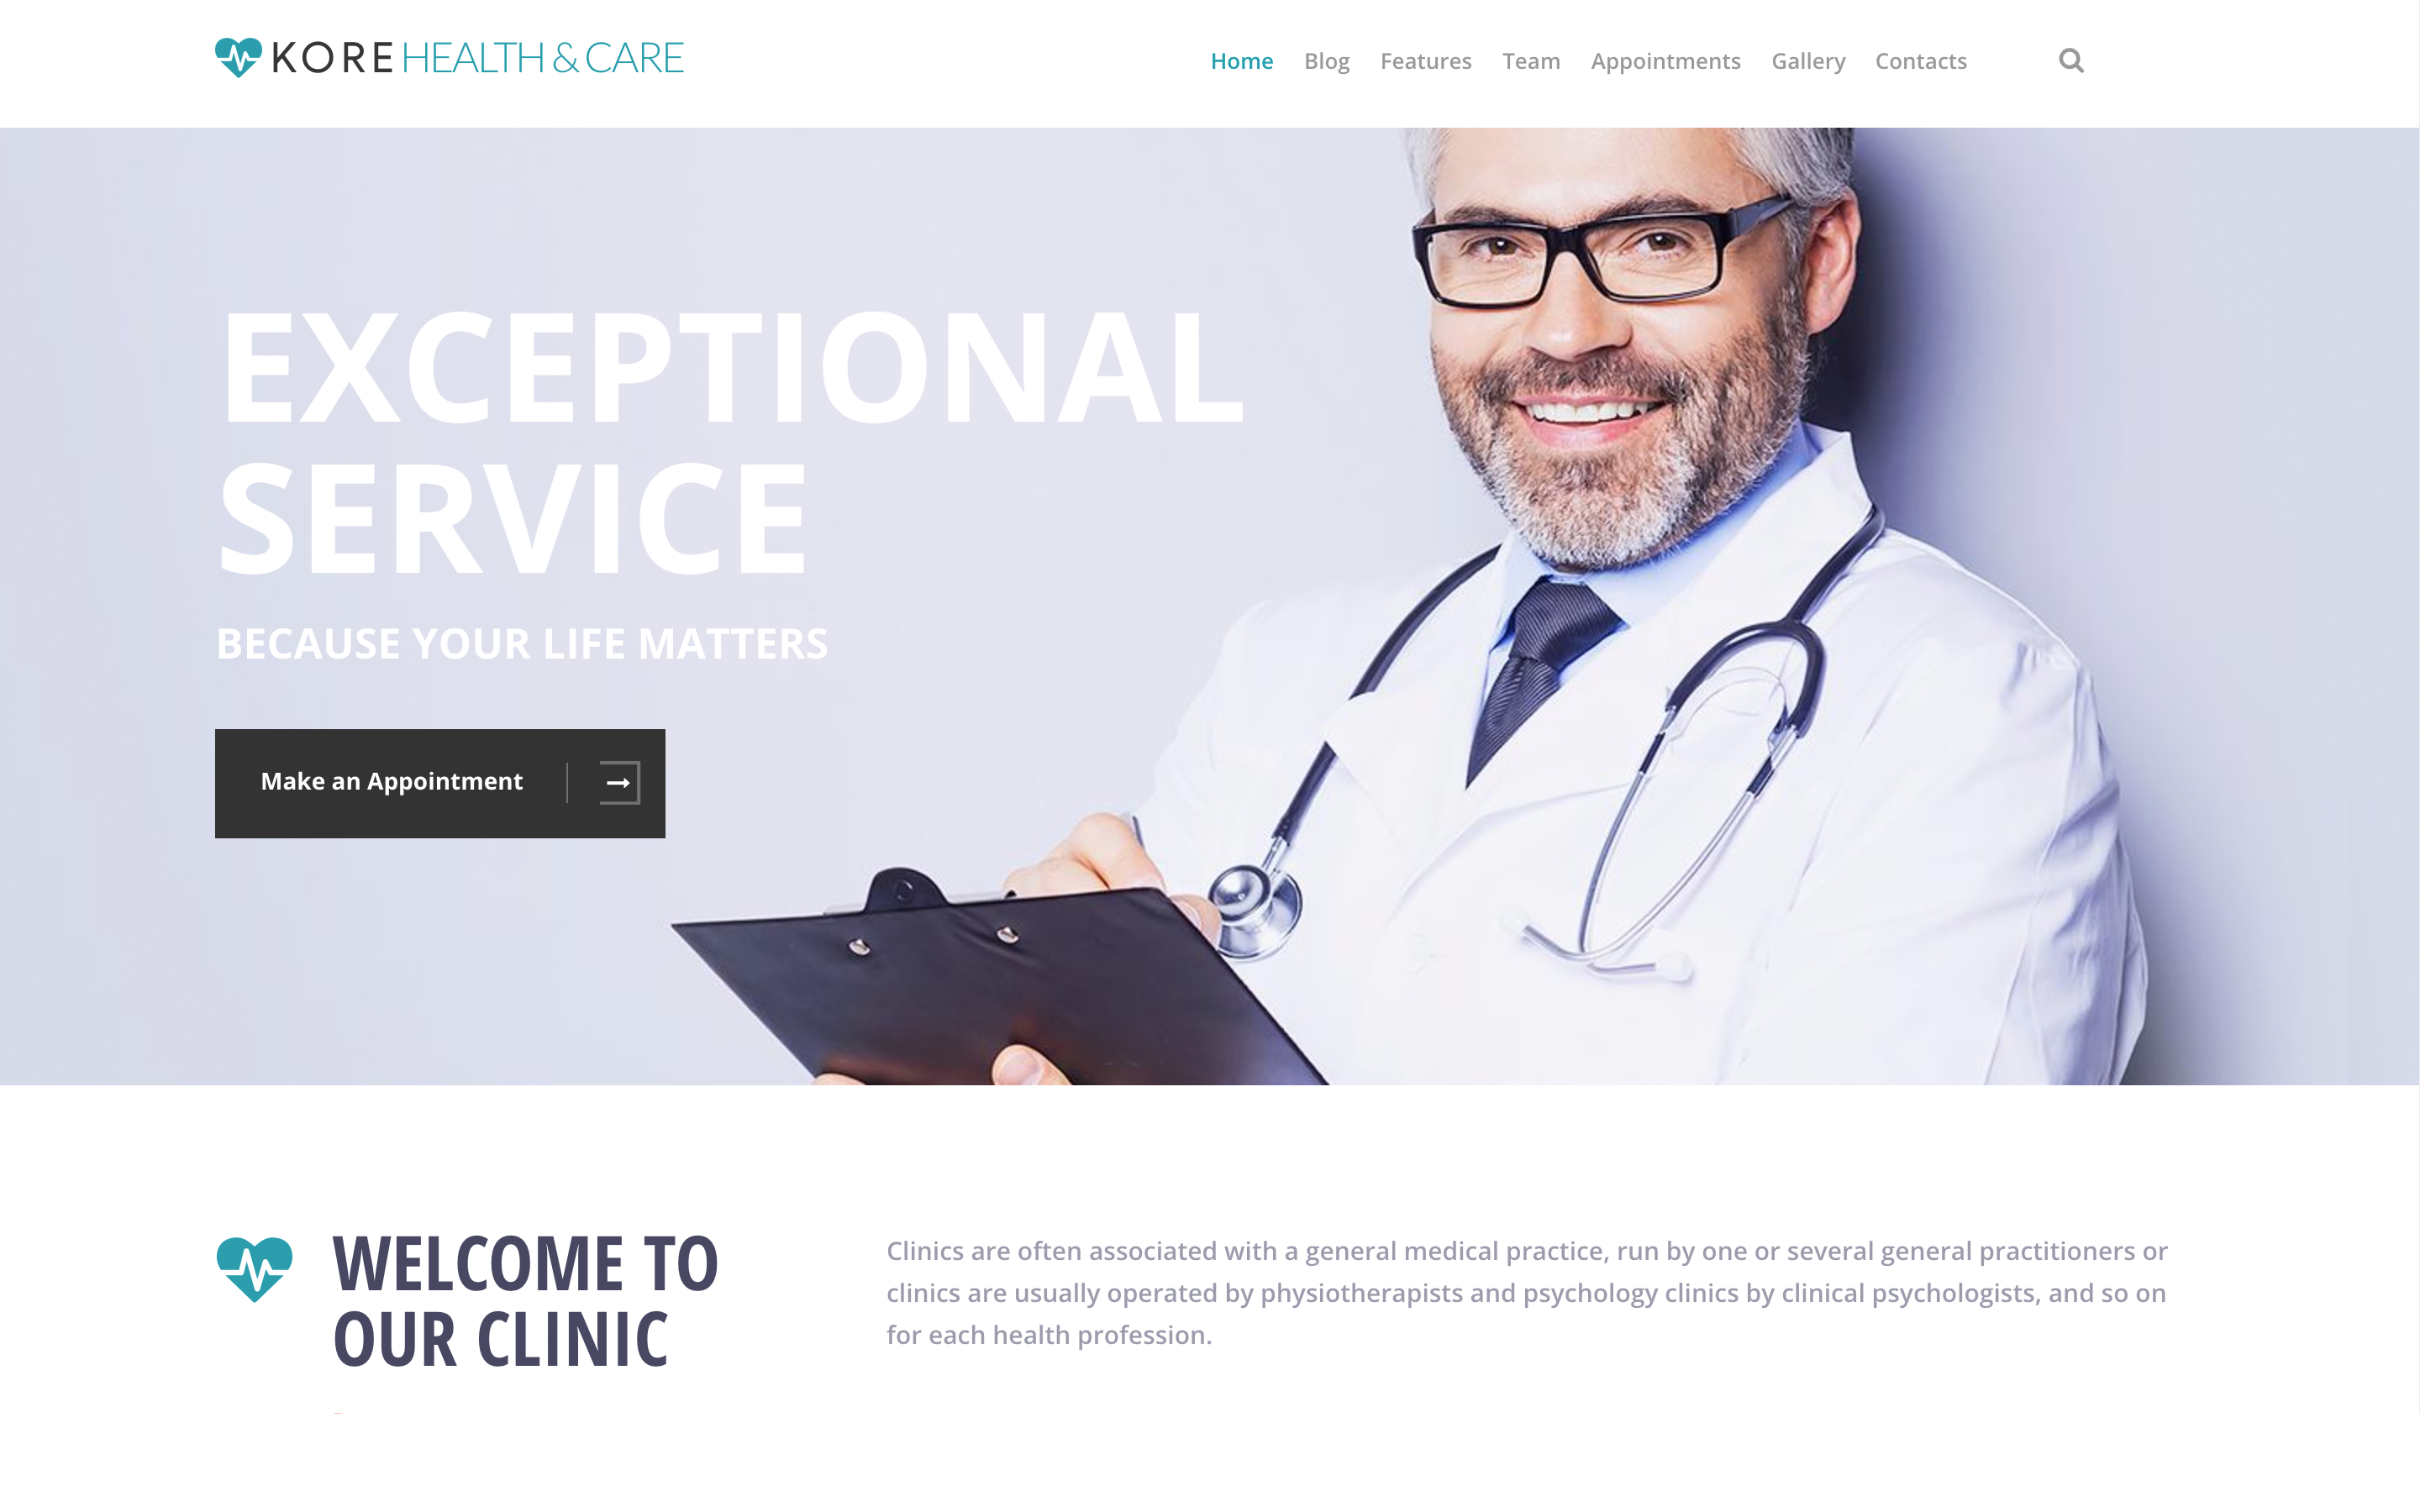 KORE HEALTH & CARE
Home Blog Features Team Appointments Gallery Contacts
EXCEPTIONAL
SERVICE
BECAUSE YOUR LIFE MATTERS
Make an Appointment
WELCOME TO
OUR CLINIC
Clinics are often associated with a general medical practice, run by one or several general practitioners or
clinics are usually operated by physiotherapists and psychology clinics by clinical psychologists, and so on
for each health profession.